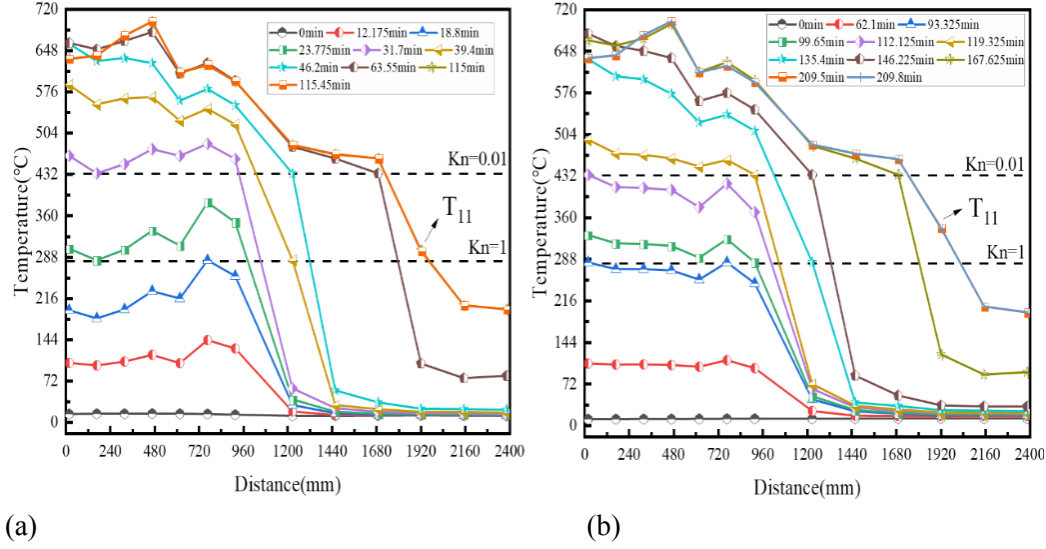 720
648
576
504
432
360
288
216
144
72
0
Temperature(℃)
0min 12.175min 18.8min
23.775min 31.7min 39.4min
46.2min 63.55min 115min
115.45min
Kn=0.01
T11
Kn=1
0 240 480 720 960 1200 1440 1680 1920 2160 2400
Distance(mm)
(a)
720
648
576
504
432
360
288
216
144
72
0
Temperature(℃)
0min 62.1min 93.325min
99.65min 112.125min 119.325min
135.4min 146.225min 167.625min
209.5min 209.8min
Kn=0.01
T11
Kn=1
0 240 480 720 960 1200 1440 1680 1920 2160 2400
Distance(mm)
(b)